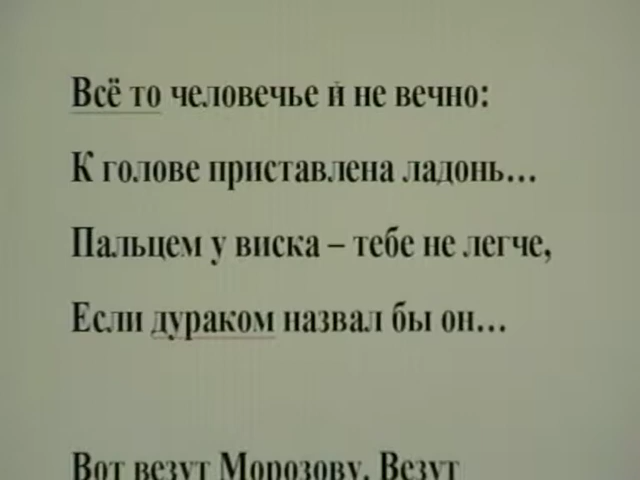 Всё то человечье й не вечно:
К голове приставлена ладонь…
Пальцем у виска – тебе не легче,
Если дураком назвал бы он…
Вот везут Морозову. Везут